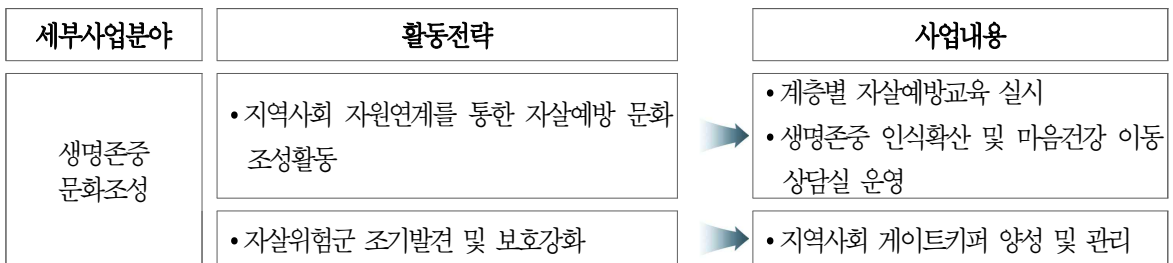 세부사업분야
활동전략
사업내용
생명존중
문화조성
• 지역사회 자원연계를 통한 자살예방 문화
조성활동
• 계층별 자살예방교육 실시
• 생명존중 인식확산 및 마음건강 이동
상담실 운영
• 자살위험군 조기발견 및 보호강화
• 지역사회 게이트키퍼 양성 및 관리